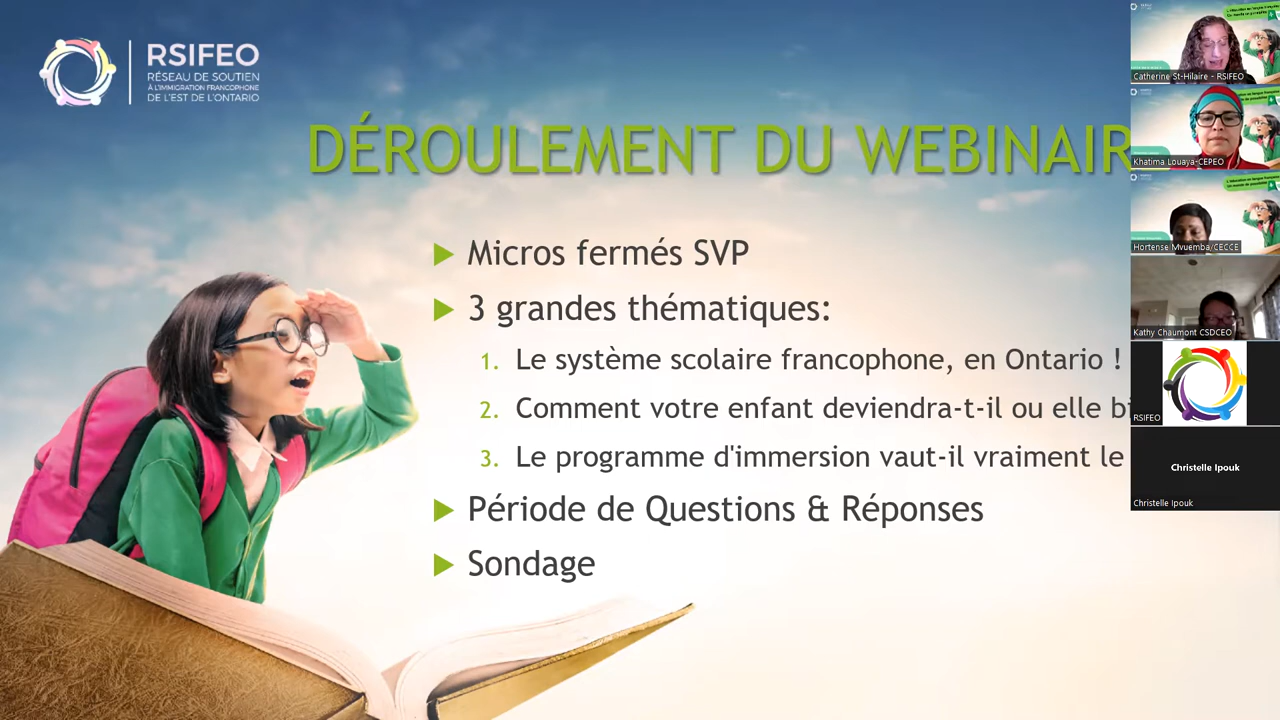 RSIFEO
RÉSEAU DE SOUTIEN
À L'IMMIGRATION FRANCOPHONE
DE L'EST DE L'ONTARIO
DÉROULEMENT DU WEBINAIR
Micros fermés SVP
3 grandes thématiques:
1. Le système scolaire francophone, en Ontario !
2. Comment votre enfant deviendra-t-il ou elle bi
3. Le programme d'immersion vaut-il vraiment le
Période de Questions & Réponses
Sondage
Catherine St-Hilaire - RSIFEO
Khatima Louaya-CEPEO
Hortense Mvuemba/CECCE
Kathy Chaumont CSDCEO
RSIFEO
Christelle Ipouk
Christelle Ipouk